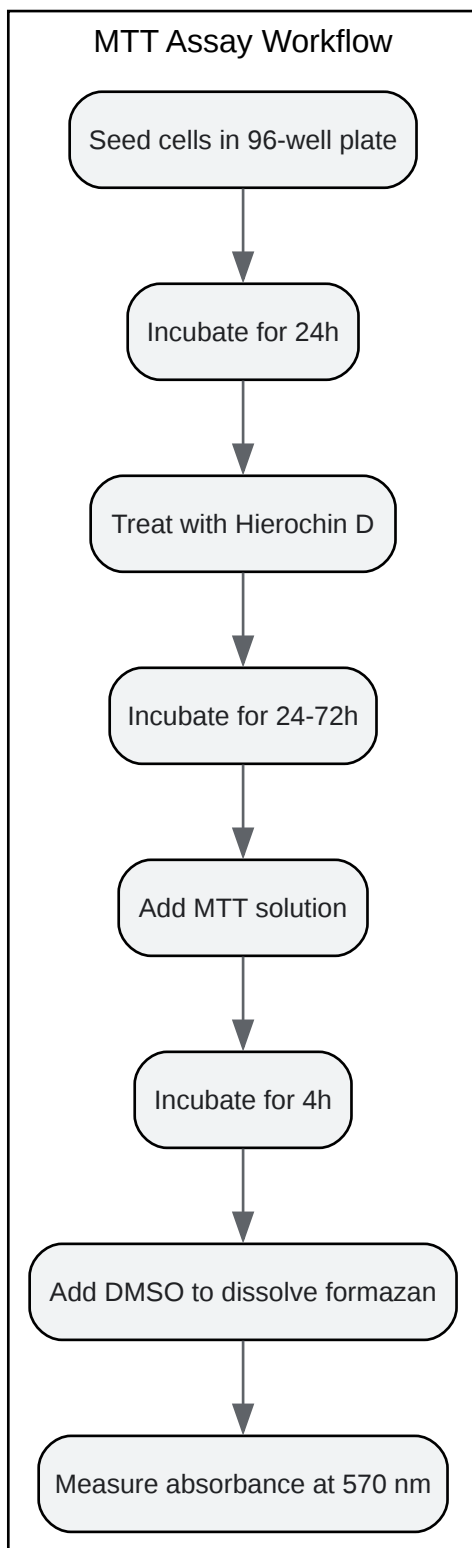 MTT Assay Workflow
Seed cells in 96-well plate
Incubate for 24h
Treat with Hierochin D
Incubate for 24-72h
Add MTT solution
Incubate for 4h
Add DMSO to dissolve formazan
Measure absorbance at 570 nm